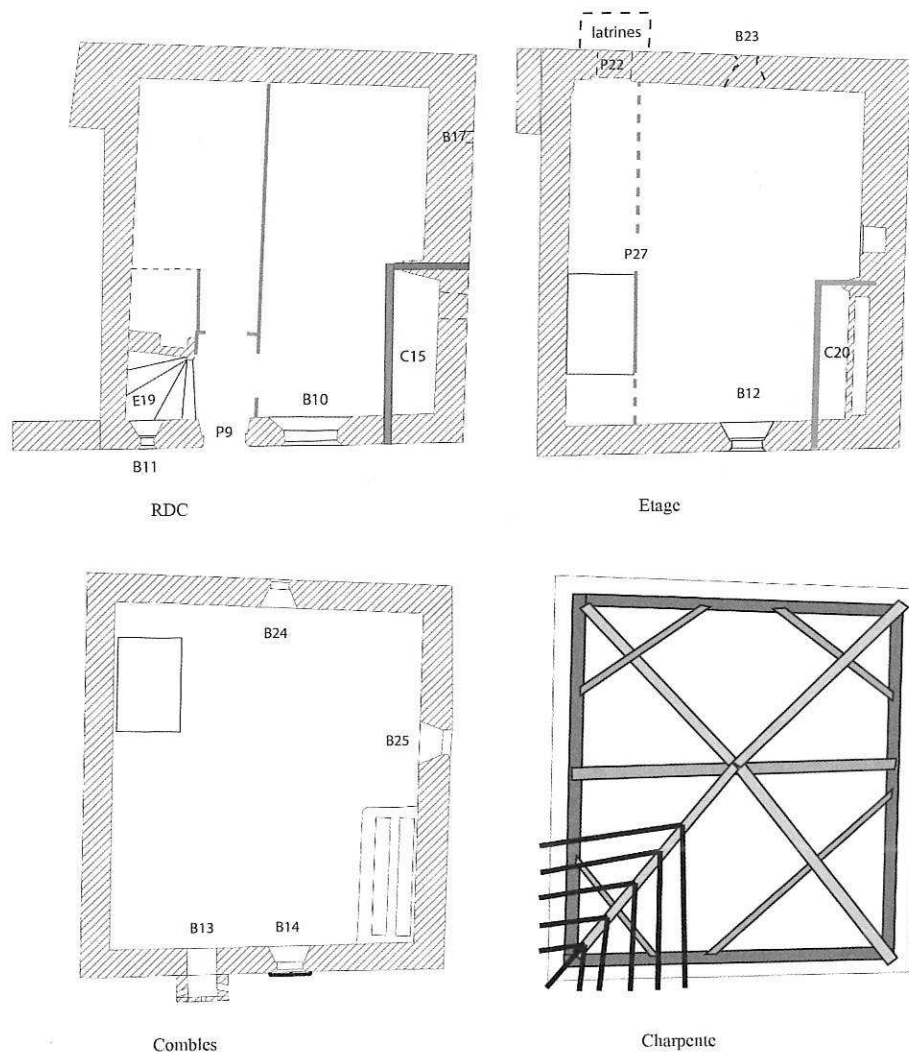 latrines
P22
B23
B17
P27
C15
C20
E19
B10
B12
P9
B11
RDC
Etage
B24
B25
B13
B14
Combles
Charpente